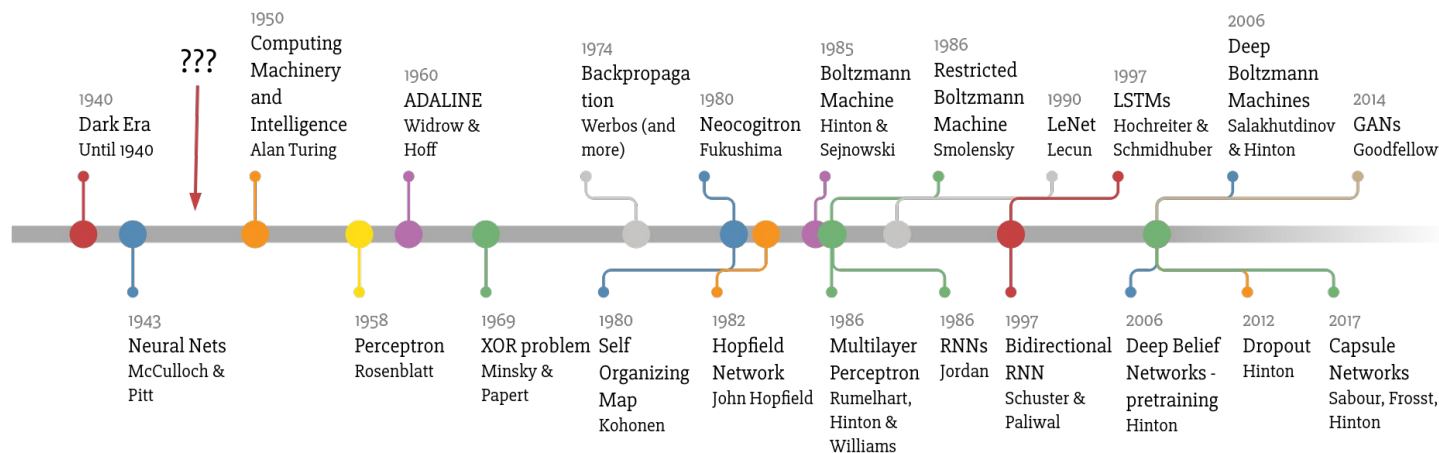 ???
1940
Dark Era
Until 1940
1950
Computing
Machinery
and
Intelligence
Alan Turing
1960
ADALINE
Widrow &
Hoff
1974
Backpropaga
tion
Werbos (and
more)
1980
Neocogitron
Fukushima
1985
Boltzmann
Machine
Hinton &
Sejnowski
1986
Restricted
Boltzmann
Machine
Smolensky
1990
LeNet
Lecun
1997
LSTMs
Hochreiter &
Schmidhuber
2006
Deep
Boltzmann
Machines
Salakhutdinov
& Hinton
2014
GANs
Goodfellow
1943
Neural Nets
McCulloch &
Pitt
1958
Perceptron
Rosenblatt
1969
XOR problem
Minsky &
Papert
1980
Self
Organizing
Map
Kohonen
1982
Hopfield
Network
John Hopfield
1986
Multilayer
Perceptron
Rumelhart,
Hinton &
Williams
1986
RNNs
Jordan
1997
Bidirectional
RNN
Schuster &
Paliwal
2006
Deep Belief
Networks -
pretraining
Hinton
2012
Dropout
Hinton
2017
Capsule
Networks
Sabour, Frosst,
Hinton